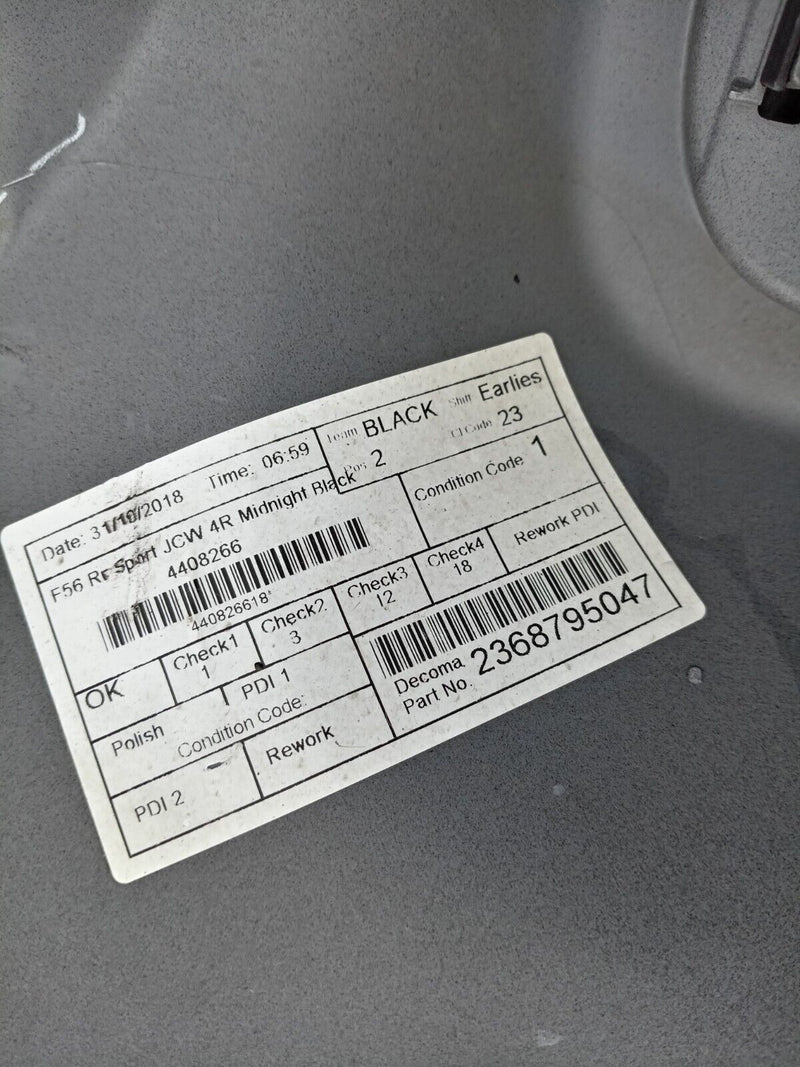 Date: 31/10/2018 Time: 06:59
Team BLACK Shift Earlies
Pos 2 CI Code 23
F56 Rr Sport JCW 4R Midnight Black
4408266
440826618*
Condition Code 1
OK
Check1
1
Check2
3
Check3
12
Check4
18
Rework PDI
Polish
PDI 1
Condition Code:
Decoma
Part No. 2368795047
PDI 2
Rework